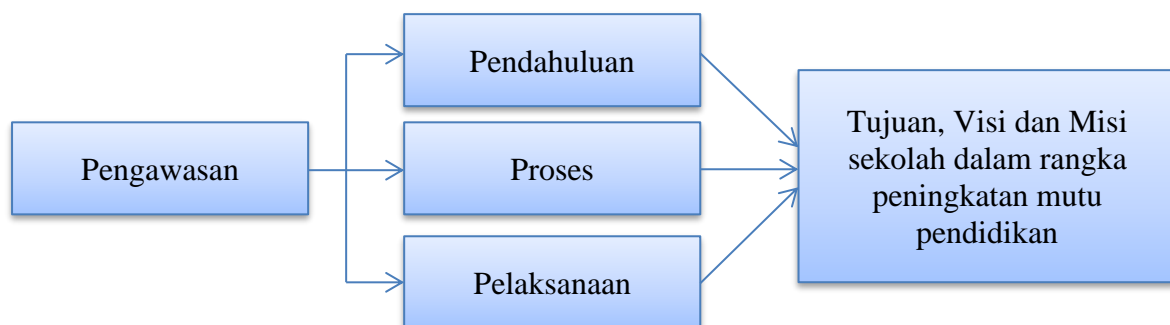 Pendahuluan
Pengawasan
Proses
Pelaksanaan
Tujuan, Visi dan Misi
sekolah dalam rangka
peningkatan mutu
pendidikan